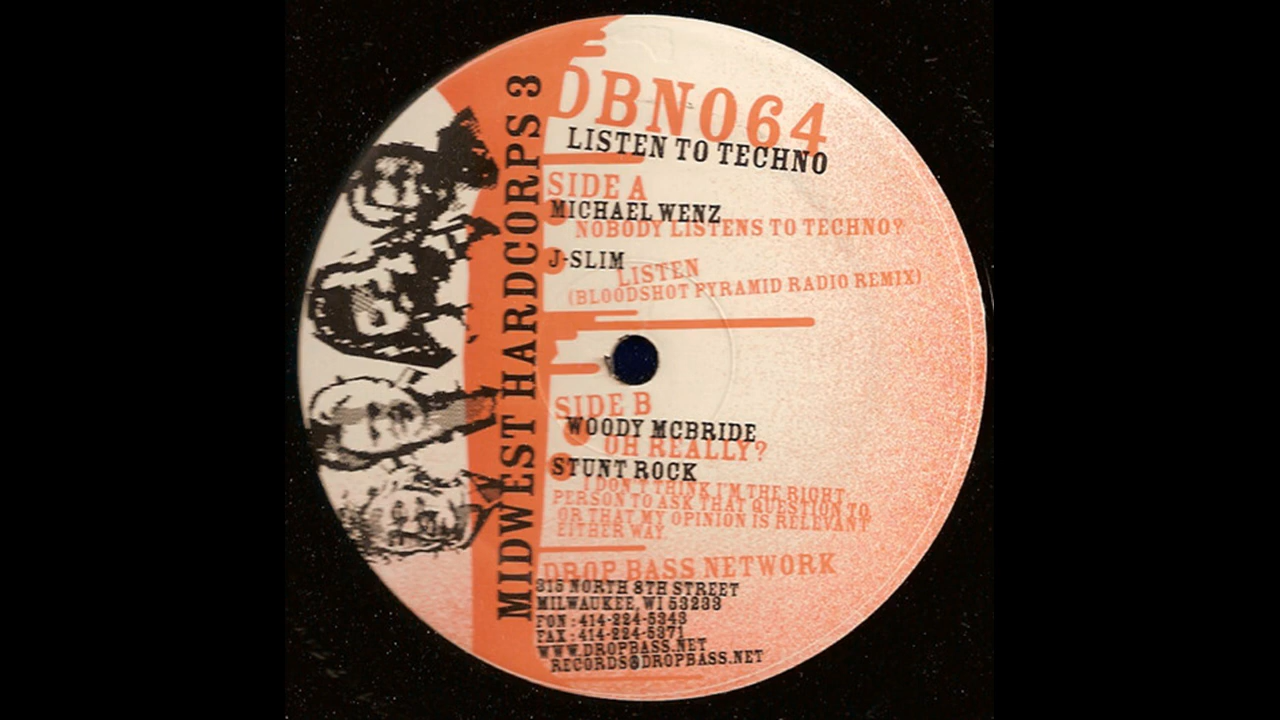 MIDWEST HARDCORPS 3
DBN064
LISTEN TO TECHNO
SIDE A
MICHAEL WENZ
NOBODY LISTENS TO TECHNO?
J-SLIM
LISTEN
(BLOODSHOT PYRAMID RADIO REMIX)
SIDE B
WOODY MCBRIDE
OH REALLY?
STUNT ROCK
I DON'T THINK I'M THE RIGHT
PERSON TO ASK THAT QUESTION TO
OR THAT MY OPINION IS RELEVANT
EITHER WAY.
DROP BASS NETWORK
315 NORTH 8TH STREET
MILWAUKEE, WI 53233
FON : 414-224-5343
FAX : 414-224-5371
WWW.DROPBASS.NET
RECORDS@DROPBASS.NET